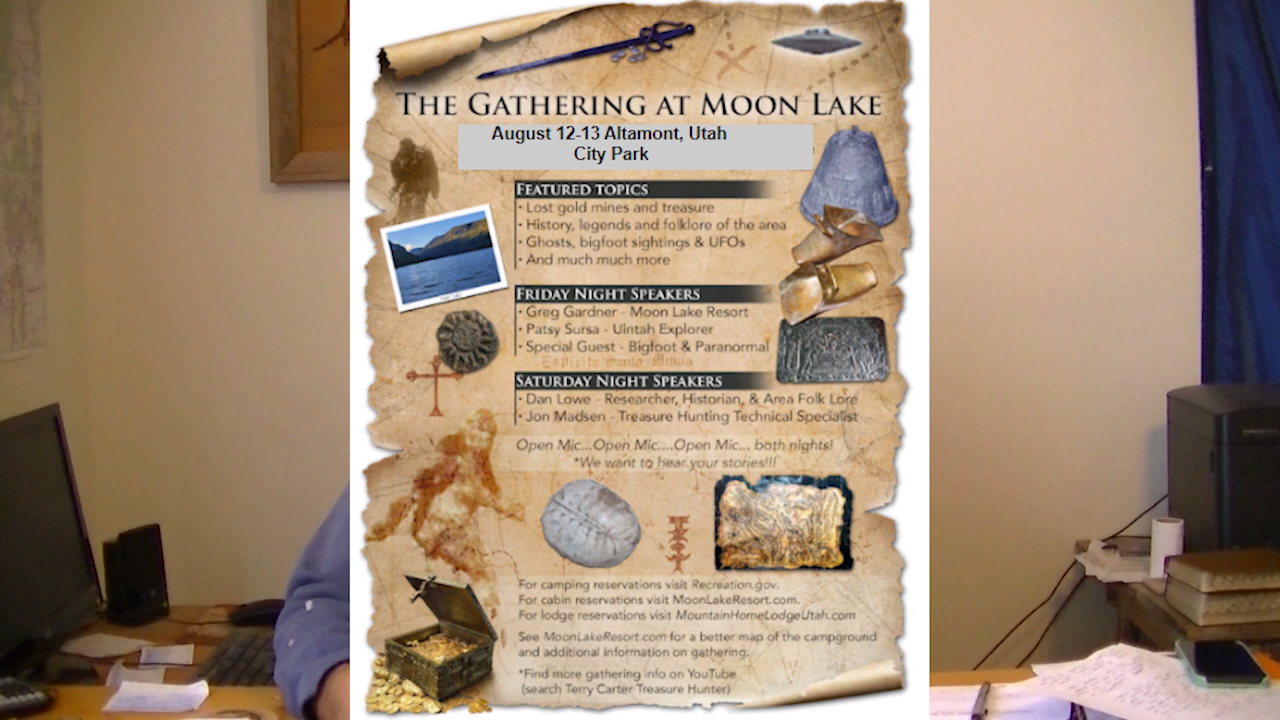 THE GATHERING AT MOON LAKE
August 12-13 Altamont, Utah
City Park
FEATURED TOPICS
• Lost gold mines and treasure
• History, legends and folklore of the area
• Ghosts, bigfoot sightings & UFOs
• And much much more
FRIDAY NIGHT SPEAKERS
• Greg Gardner - Moon Lake Resort
• Patsy Sursa - Uintah Explorer
• Special Guest - Bigfoot & Paranormal
Espiritu Santo Minas
SATURDAY NIGHT SPEAKERS
• Dan Lowe - Researcher, Historian, & Area Folk Lore
• Jon Madsen - Treasure Hunting Technical Specialist
Open Mic...Open Mic....Open Mic... both nights!
*We want to hear your stories!!!
For camping reservations visit Recreation.gov.
For cabin reservations visit MoonLakeResort.com.
For lodge reservations visit MountainHomeLodgeUtah.com
See MoonLakeResort.com for a better map of the campground
and additional information on gathering.
*Find more gathering info on YouTube
(search Terry Carter Treasure Hunter)